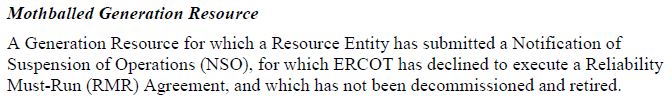 Mothballed Generation Resource
A Generation Resource for which a Resource Entity has submitted a Notification of
Suspension of Operations (NSO), for which ERCOT has declined to execute a Reliability
Must-Run (RMR) Agreement, and which has not been decommissioned and retired.